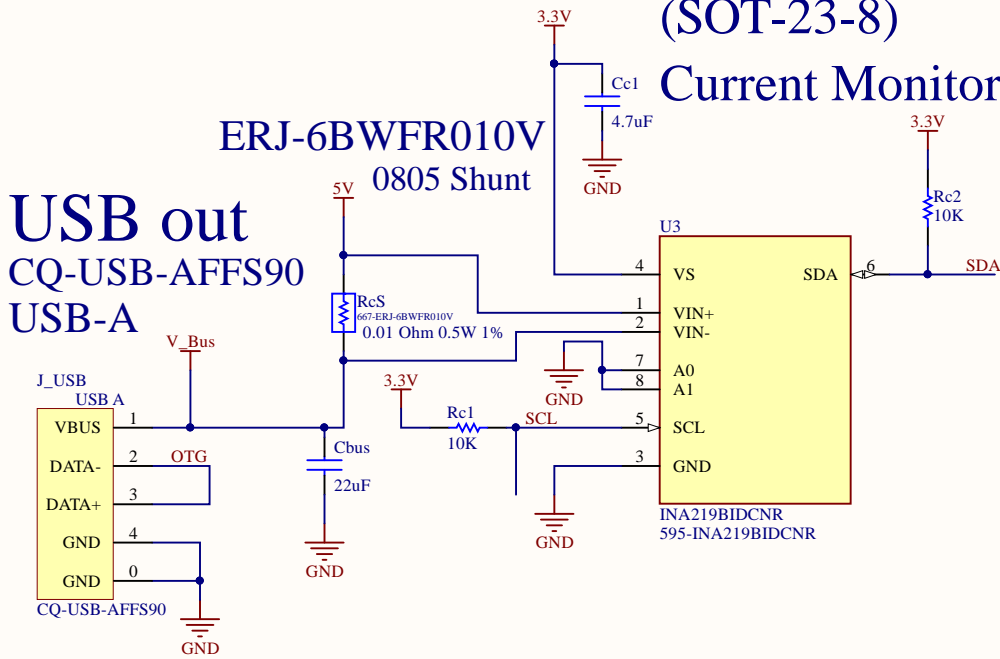 3.3V
(SOT-23-8)
Current Monitor
Cc1
4.7uF
GND
ERJ-6BWFR010V
0805 Shunt
3.3V
Rc2
10K
5V
USB out
CQ-USB-AFFS90
USB-A
RcS
667-ERJ-6BWFR010V
0.01 Ohm 0.5W 1%
U3
4 VS SDA 6 SDA
1 VIN+
2 VIN-
7 A0
8 A1
5 SCL
3 GND
INA219BIDCNR
595-INA219BIDCNR
GND
V_Bus
3.3V
Rc1
10K
SCL
GND
J_USB
USB A
VBUS 1
DATA- 2 OTG
DATA+ 3
GND 4
GND 0
CQ-USB-AFFS90
Cbus
22uF
GND
GND